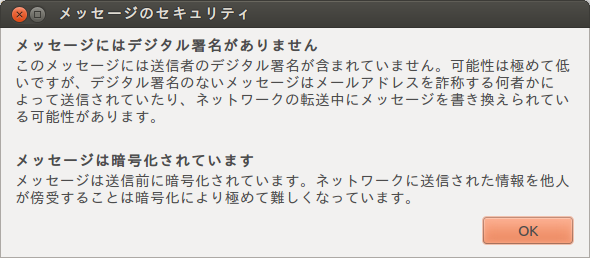 メッセージのセキュリティ
メッセージにはデジタル署名がありません
このメッセージには送信者のデジタル署名が含まれていません。可能性は極めて低
いですが、デジタル署名のないメッセージはメールアドレスを詐称する何者かに
よって送信されていたり、ネットワークの転送中にメッセージを書き換えられてい
る可能性があります。
メッセージは暗号化されています
メッセージは送信前に暗号化されています。ネットワークに送信された情報を他人
が傍受することは暗号化により極めて難しくなっています。
OK